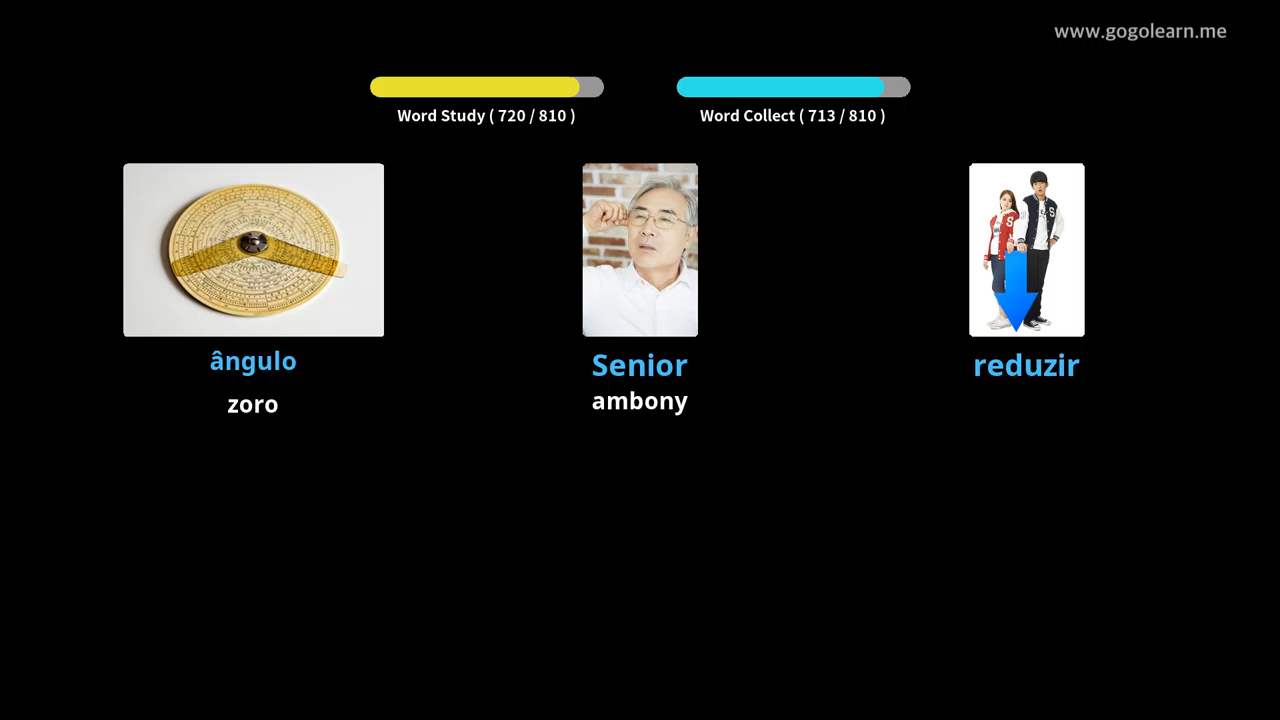 www.gogolearn.me
Word Study ( 720 / 810 )
Word Collect ( 713 / 810 )
ângulo
zoro
Senior
ambony
reduzir